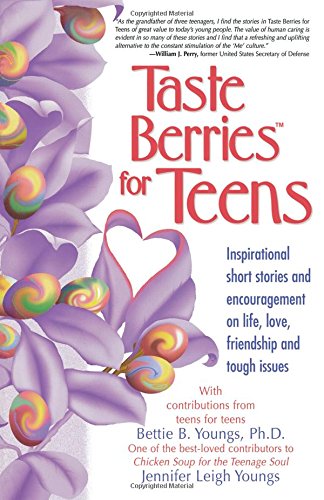 "As the grandfather of three teenagers, I find the stories in Taste Berries for
Teens of great value to today's young people. The value of human caring is
evident in so many of these stories and I find that a refreshing and uplifting
alternative to the constant stimulation of the 'Me' culture."
—William J. Perry, former United States Secretary of Defense
Taste
Berries™
for Teens
Inspirational
short stories and
encouragement
on life, love,
friendship and
tough issues
With
contributions from
teens for teens
Bettie B. Youngs, Ph.D.
One of the best-loved contributors to
Chicken Soup for the Teenage Soul
Jennifer Leigh Youngs